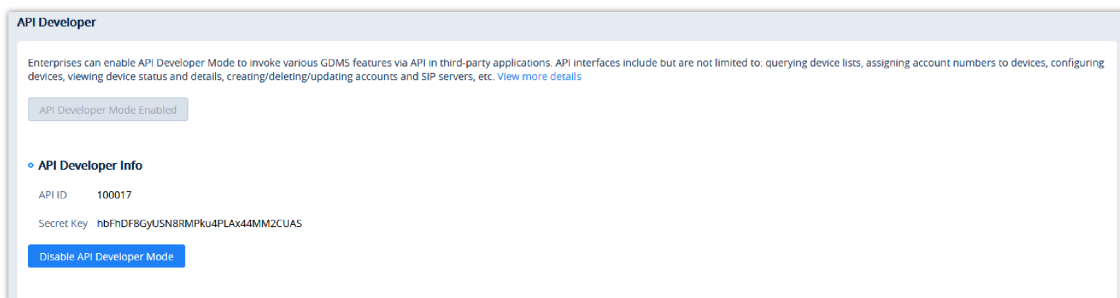 API Developer
Enterprises can enable API Developer Mode to invoke various GDMS features via API in third-party applications. API interfaces include but are not limited to: querying device lists, assigning account numbers to devices, configuring
devices, viewing device status and details, creating/deleting/updating accounts and SIP servers, etc. View more details
API Developer Mode Enabled
API Developer Info
API ID 100017
Secret Key hbFhDF8GyUSN8RMPku4PLAx44MM2CUAS
Disable API Developer Mode